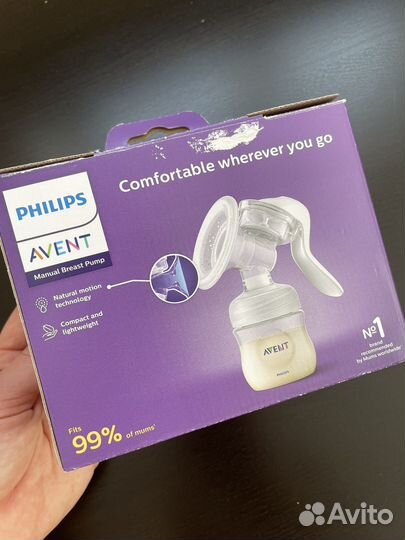 Comfortable wherever you go
PHILIPS
AVENT
Manual Breast Pump
Natural motion
technology
Compact and
lightweight
AVENT
PHILIPS
Nº1
brand
recommended
by Mums worldwide*
Fits
99% of mums*
Avito